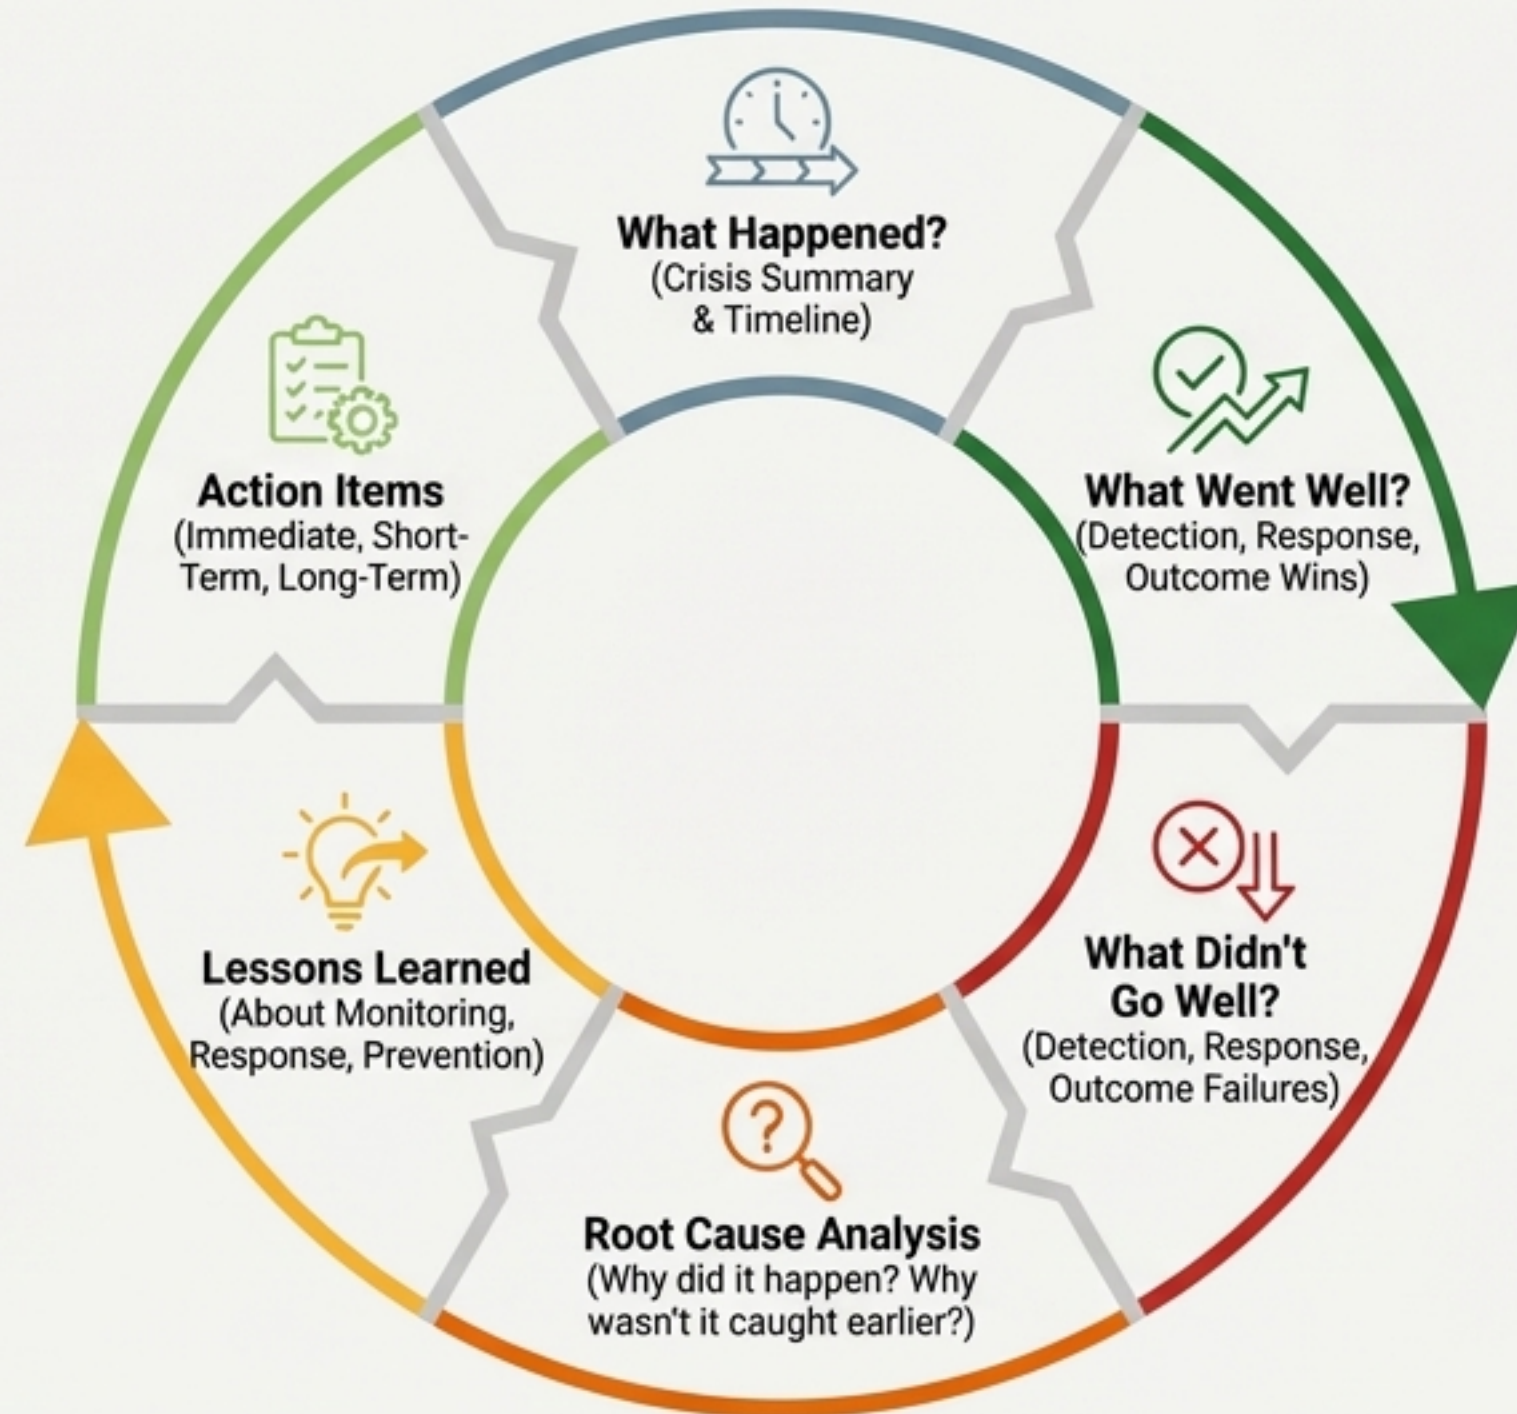 What Happened?
(Crisis Summary
& Timeline)
What Went Well?
(Detection, Response,
Outcome Wins)
What Didn't
Go Well?
(Detection, Response,
Outcome Failures)
Root Cause Analysis
(Why did it happen? Why
wasn't it caught earlier?)
Lessons Learned
(About Monitoring,
Response, Prevention)
Action Items
(Immediate, Short-
Term, Long-Term)